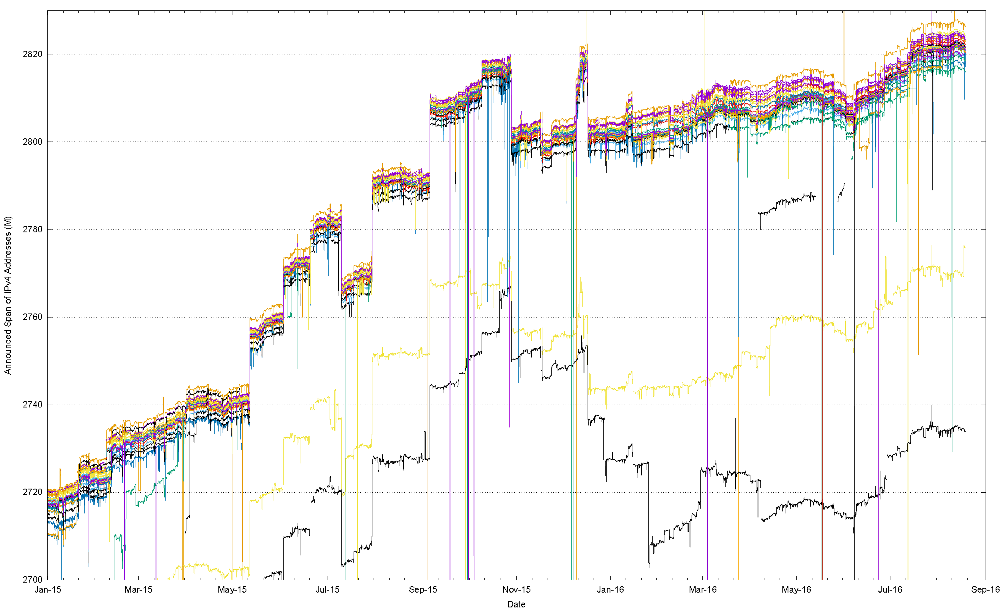 2820
2800
2780
2760
2740
2720
2700
Announced Span of IPv4 Addresses (M)
Jan-15 Mar-15 May-15 Jul-15 Sep-15 Nov-15 Jan-16 Mar-16 May-16 Jul-16 Sep-16
Date